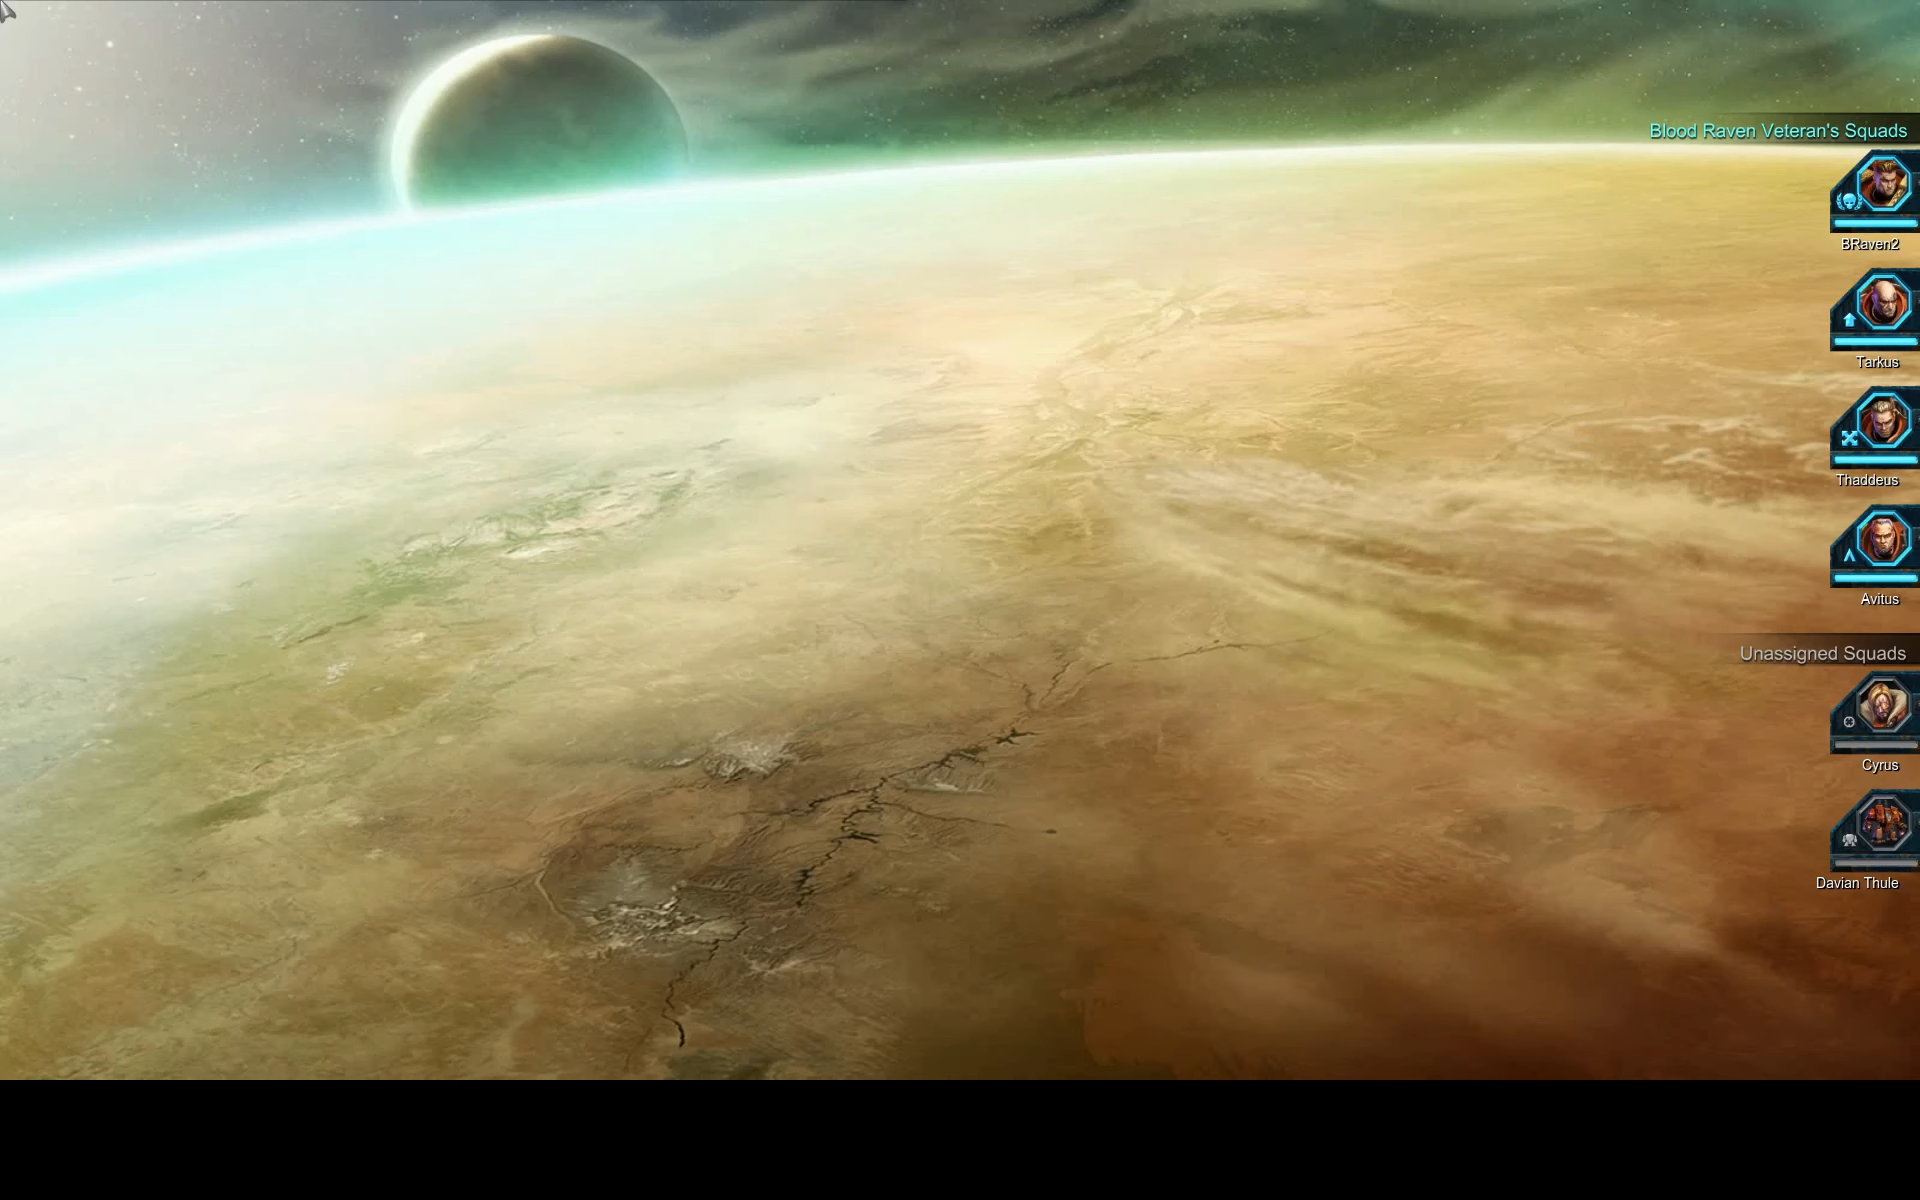 Blood Raven Veteran's Squads
BRaven2
Tarkus
Thaddeus
Avitus
Unassigned Squads
Cyrus
Davian Thule